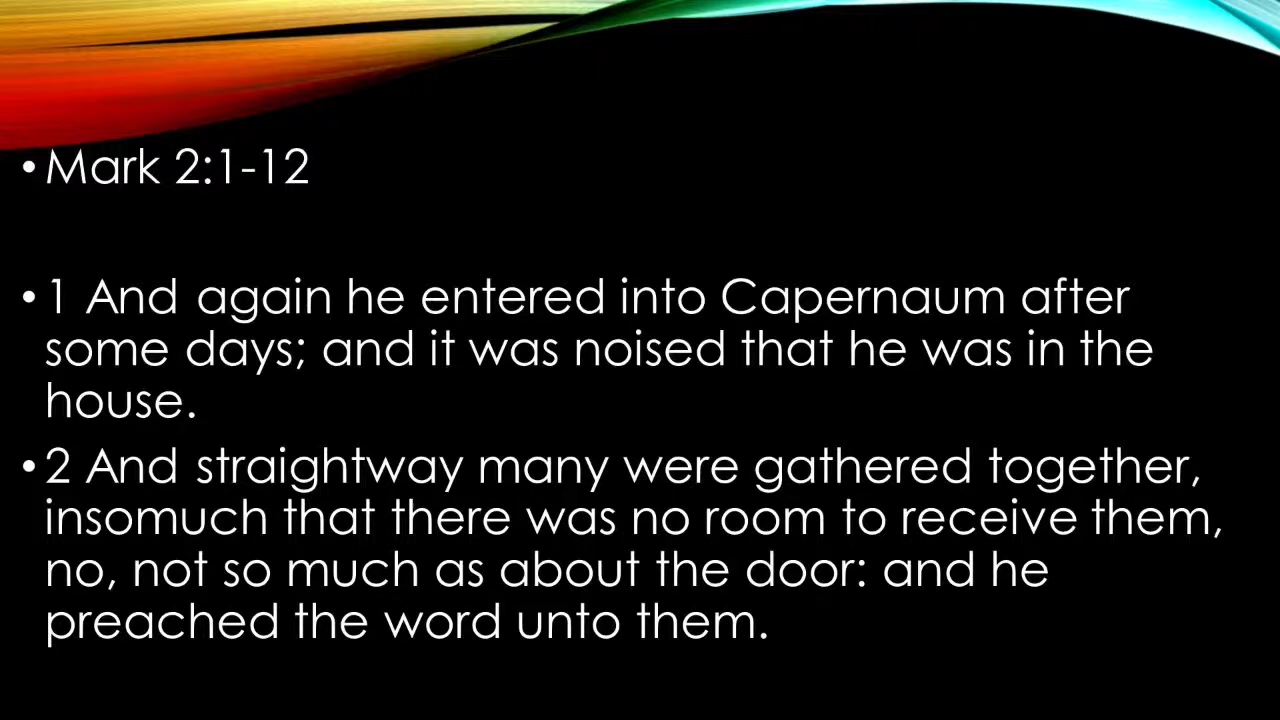 • Mark 2:1-12
• 1 And again he entered into Capernaum after
some days; and it was noised that he was in the
house.
• 2 And straightway many were gathered together,
insomuch that there was no room to receive them,
no, not so much as about the door: and he
preached the word unto them.